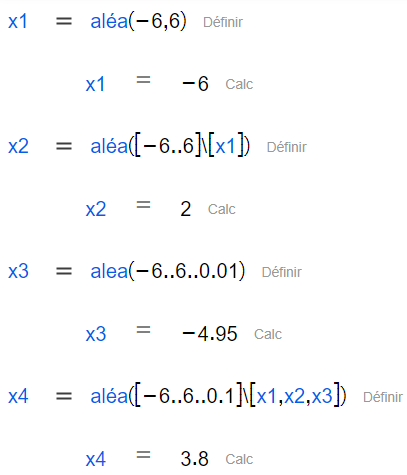 x1 = aléa(−6,6) Définir
x1 = −6 Calc
x2 = aléa([−6..6]\[x1]) Définir
x2 = 2 Calc
x3 = alea(−6..6..0.01) Définir
x3 = −4.95 Calc
x4 = aléa([−6..6..0.1]\[x1,x2,x3]) Définir
x4 = 3.8 Calc